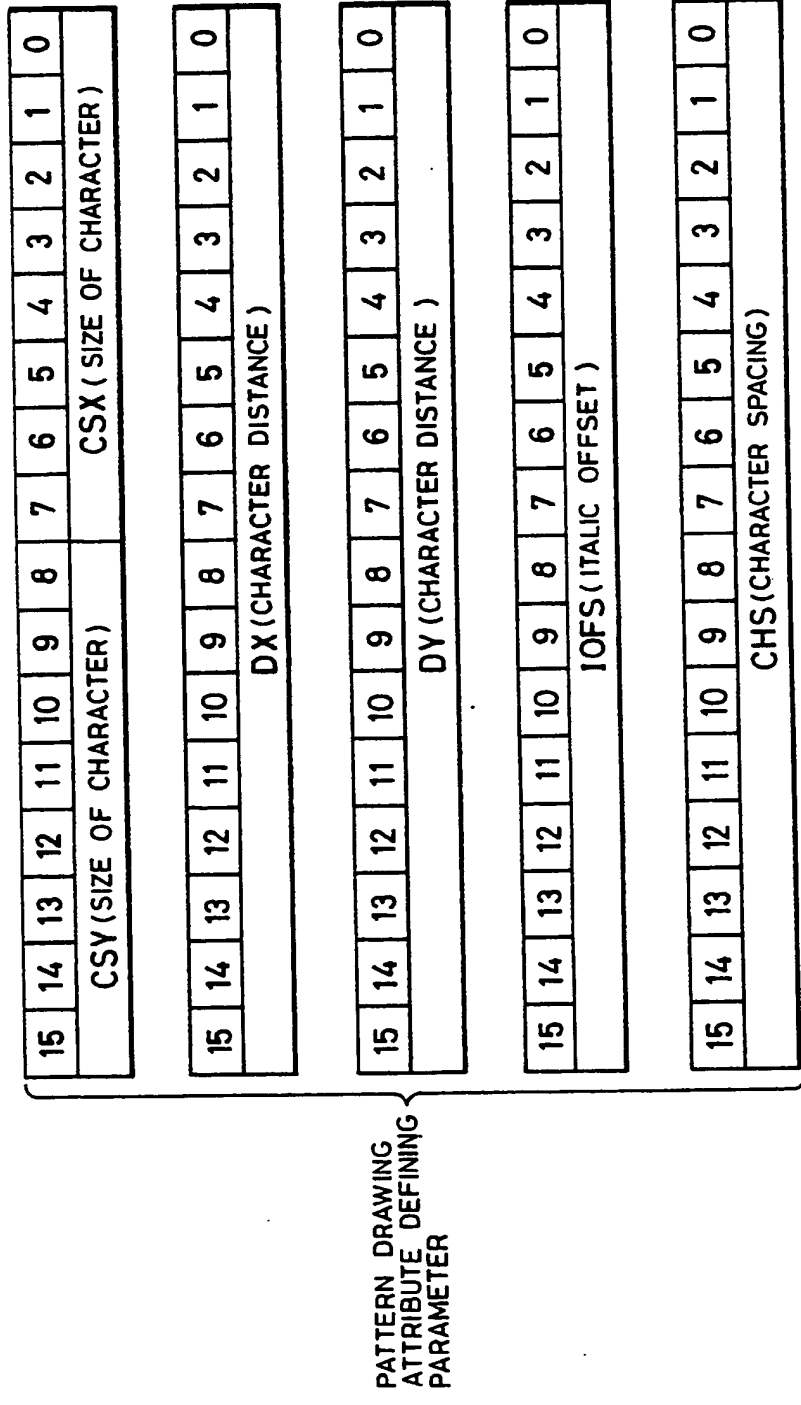 PATTERN DRAWING
ATTRIBUTE DEFINING
PARAMETER
15 14 13 12 11 10 9 8 7 6 5 4 3 2 1 0
CSY (SIZE OF CHARACTER) CSX (SIZE OF CHARACTER)
15 14 13 12 11 10 9 8 7 6 5 4 3 2 1 0
DX (CHARACTER DISTANCE)
15 14 13 12 11 10 9 8 7 6 5 4 3 2 1 0
DY (CHARACTER DISTANCE)
15 14 13 12 11 10 9 8 7 6 5 4 3 2 1 0
IOFS (ITALIC OFFSET)
15 14 13 12 11 10 9 8 7 6 5 4 3 2 1 0
CHS (CHARACTER SPACING)